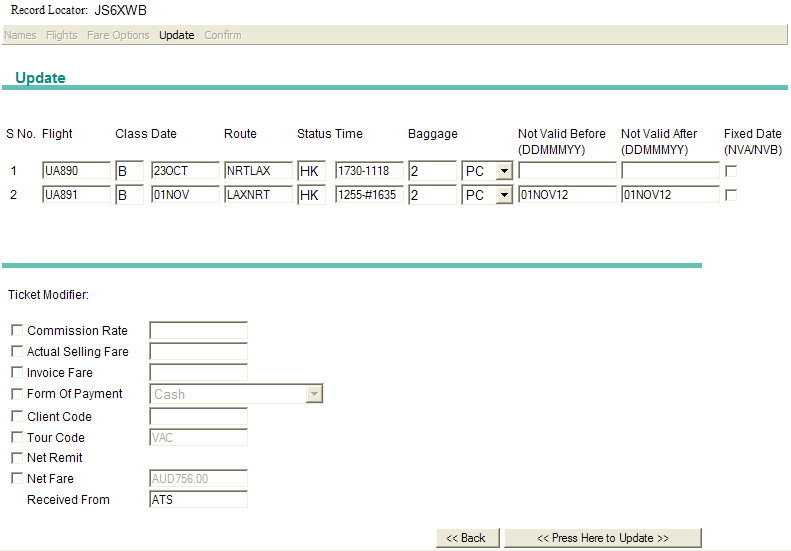 Record Locator: JS6XWB
Names Flights Fare Options Update Confirm
Update
S No. Flight Class Date Route Status Time Baggage Not Valid Before (DDMMMYY) Not Valid After (DDMMMYY) Fixed Date (NVA/NVB)
1 UA890 B 23OCT NRTLAX HK 1730-1118 2 PC
2 UA891 B 01NOV LAXNRT HK 1255-#1635 2 PC 01NOV12 01NOV12
Ticket Modifier:
Commission Rate
Actual Selling Fare
Invoice Fare
Form Of Payment Cash
Client Code
Tour Code VAC
Net Remit
Net Fare AUD756.00
Received From ATS
<< Back << Press Here to Update >>